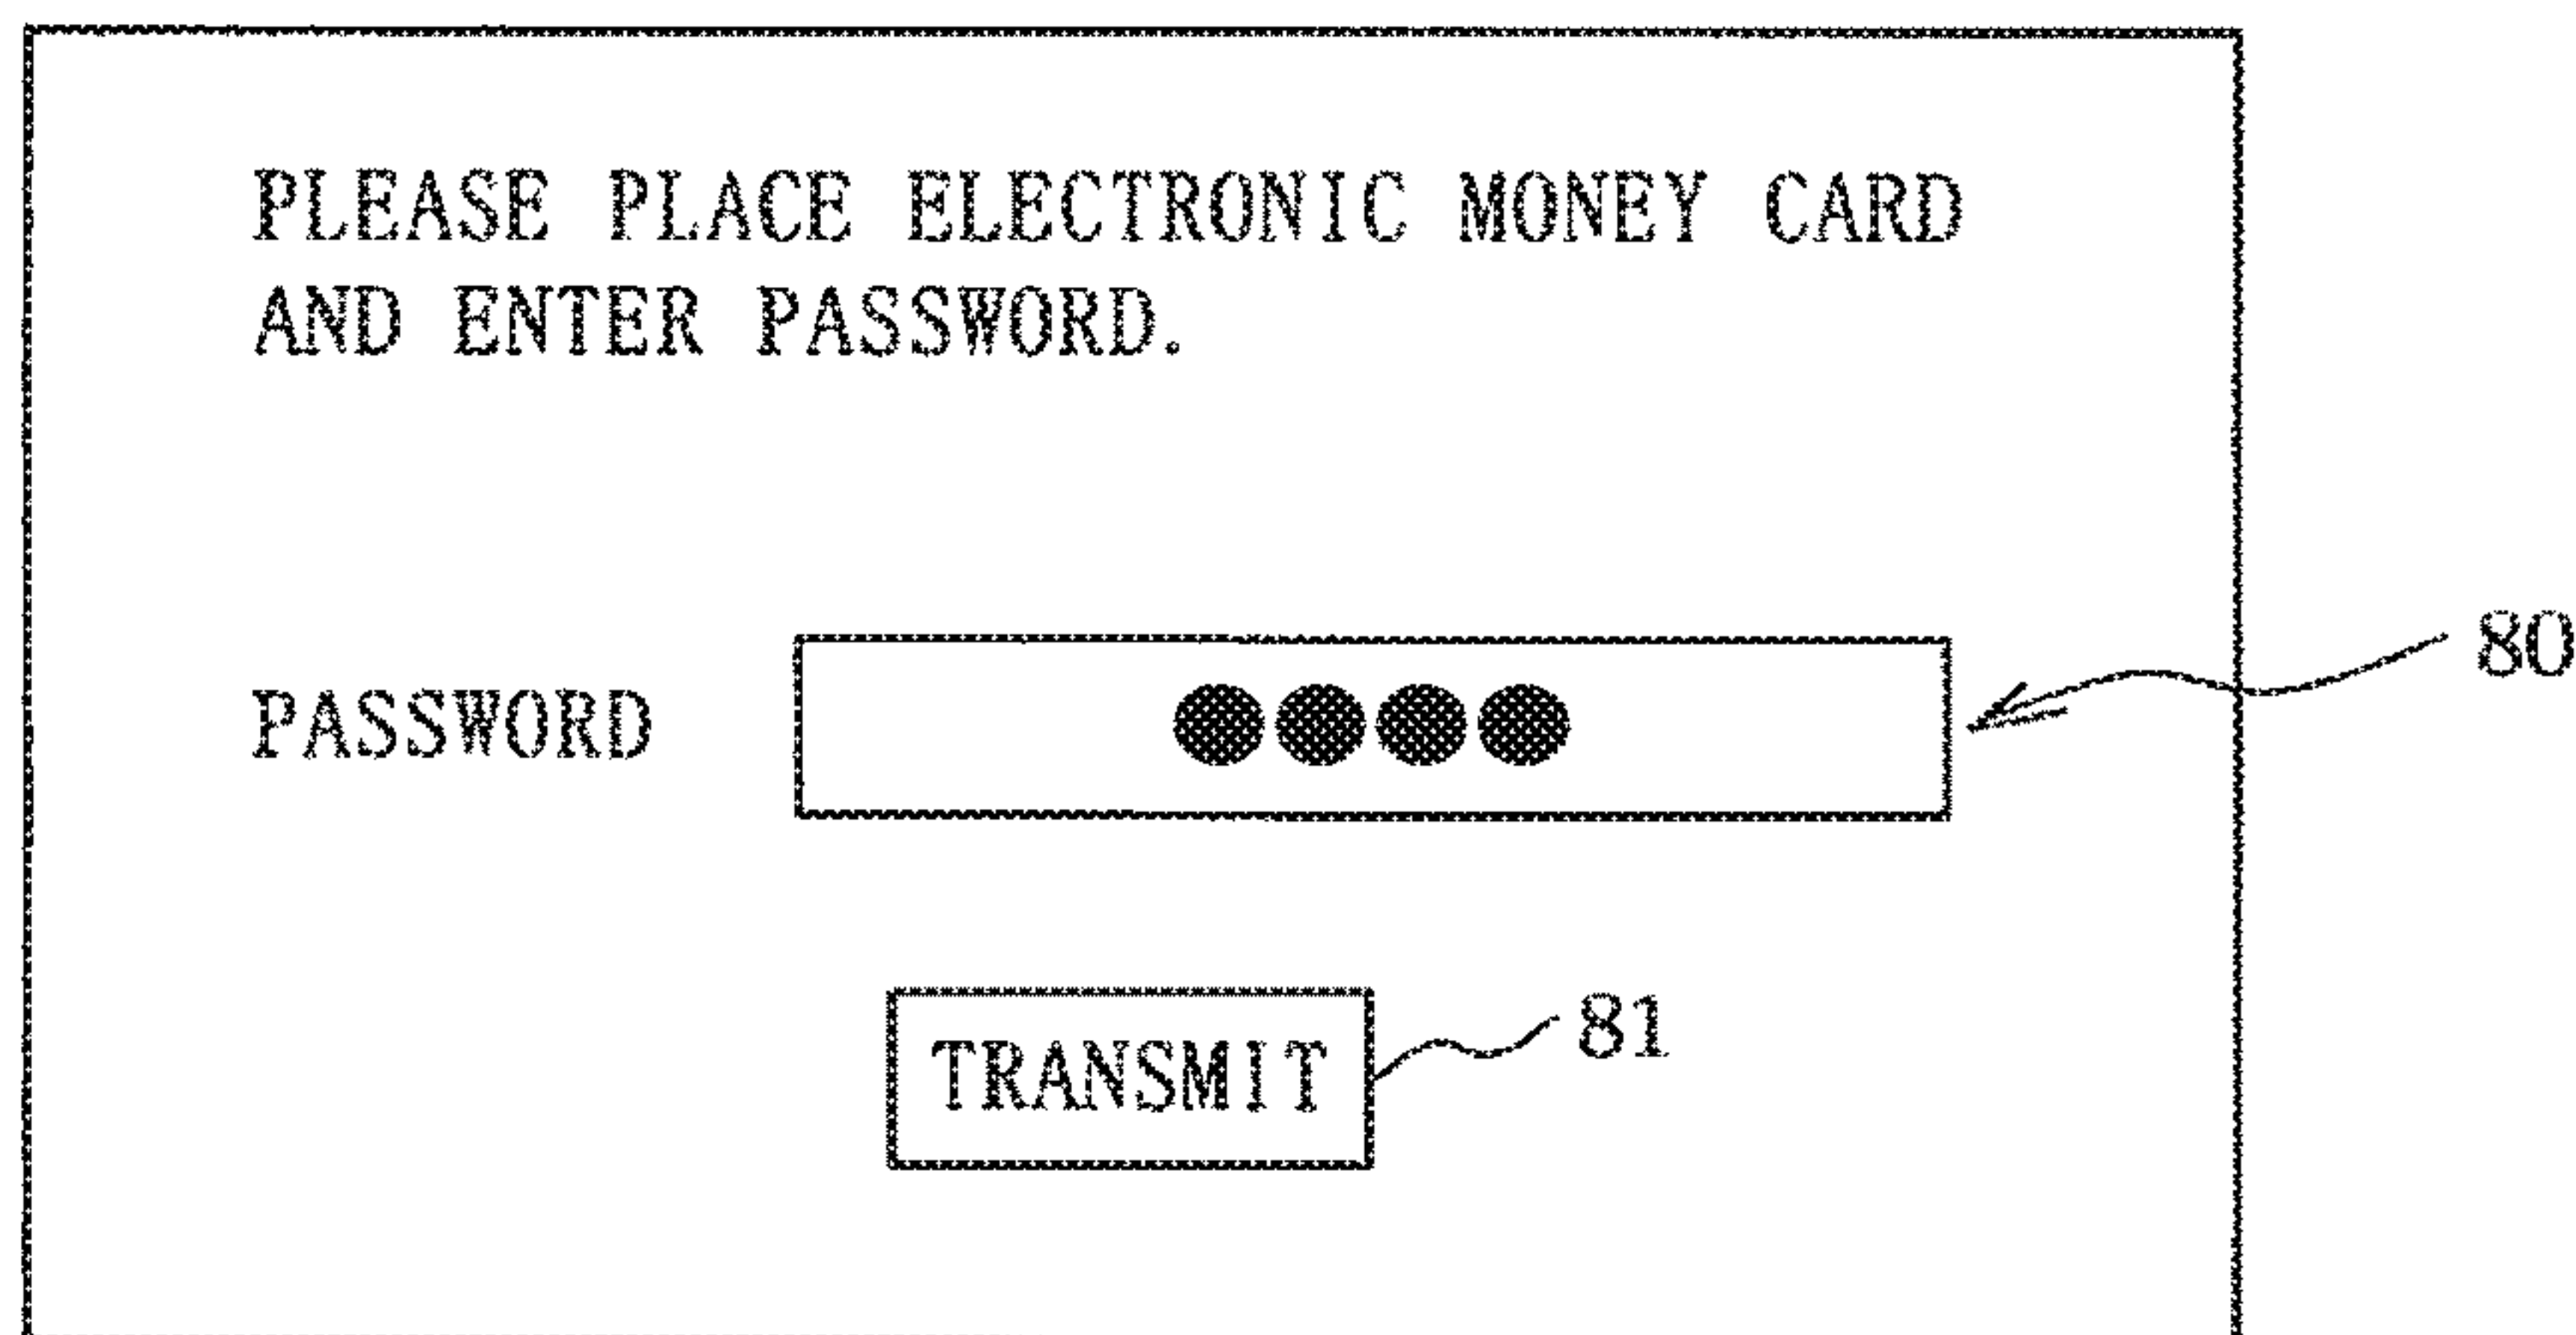 PLEASE PLACE ELECTRONIC MONEY CARD
AND ENTER PASSWORD.
PASSWORD ●●●● 80
TRANSMIT 81